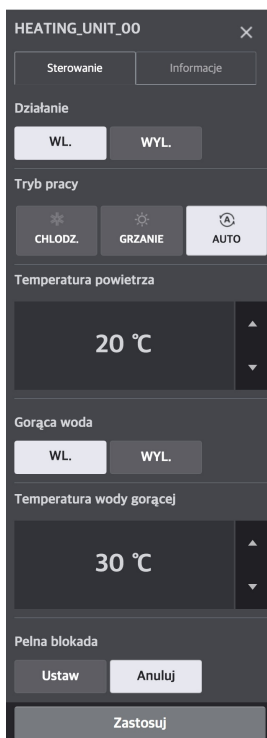 HEATING_UNIT_00
Sterowanie Informacje
Działanie
WL. WYL.
Tryb pracy
CHLODZ. GRZANIE AUTO
Temperatura powietrza
20 °C
Gorąca woda
WL. WYL.
Temperatura wody gorącej
30 °C
Pelna blokada
Ustaw Anuluj
Zastosuj